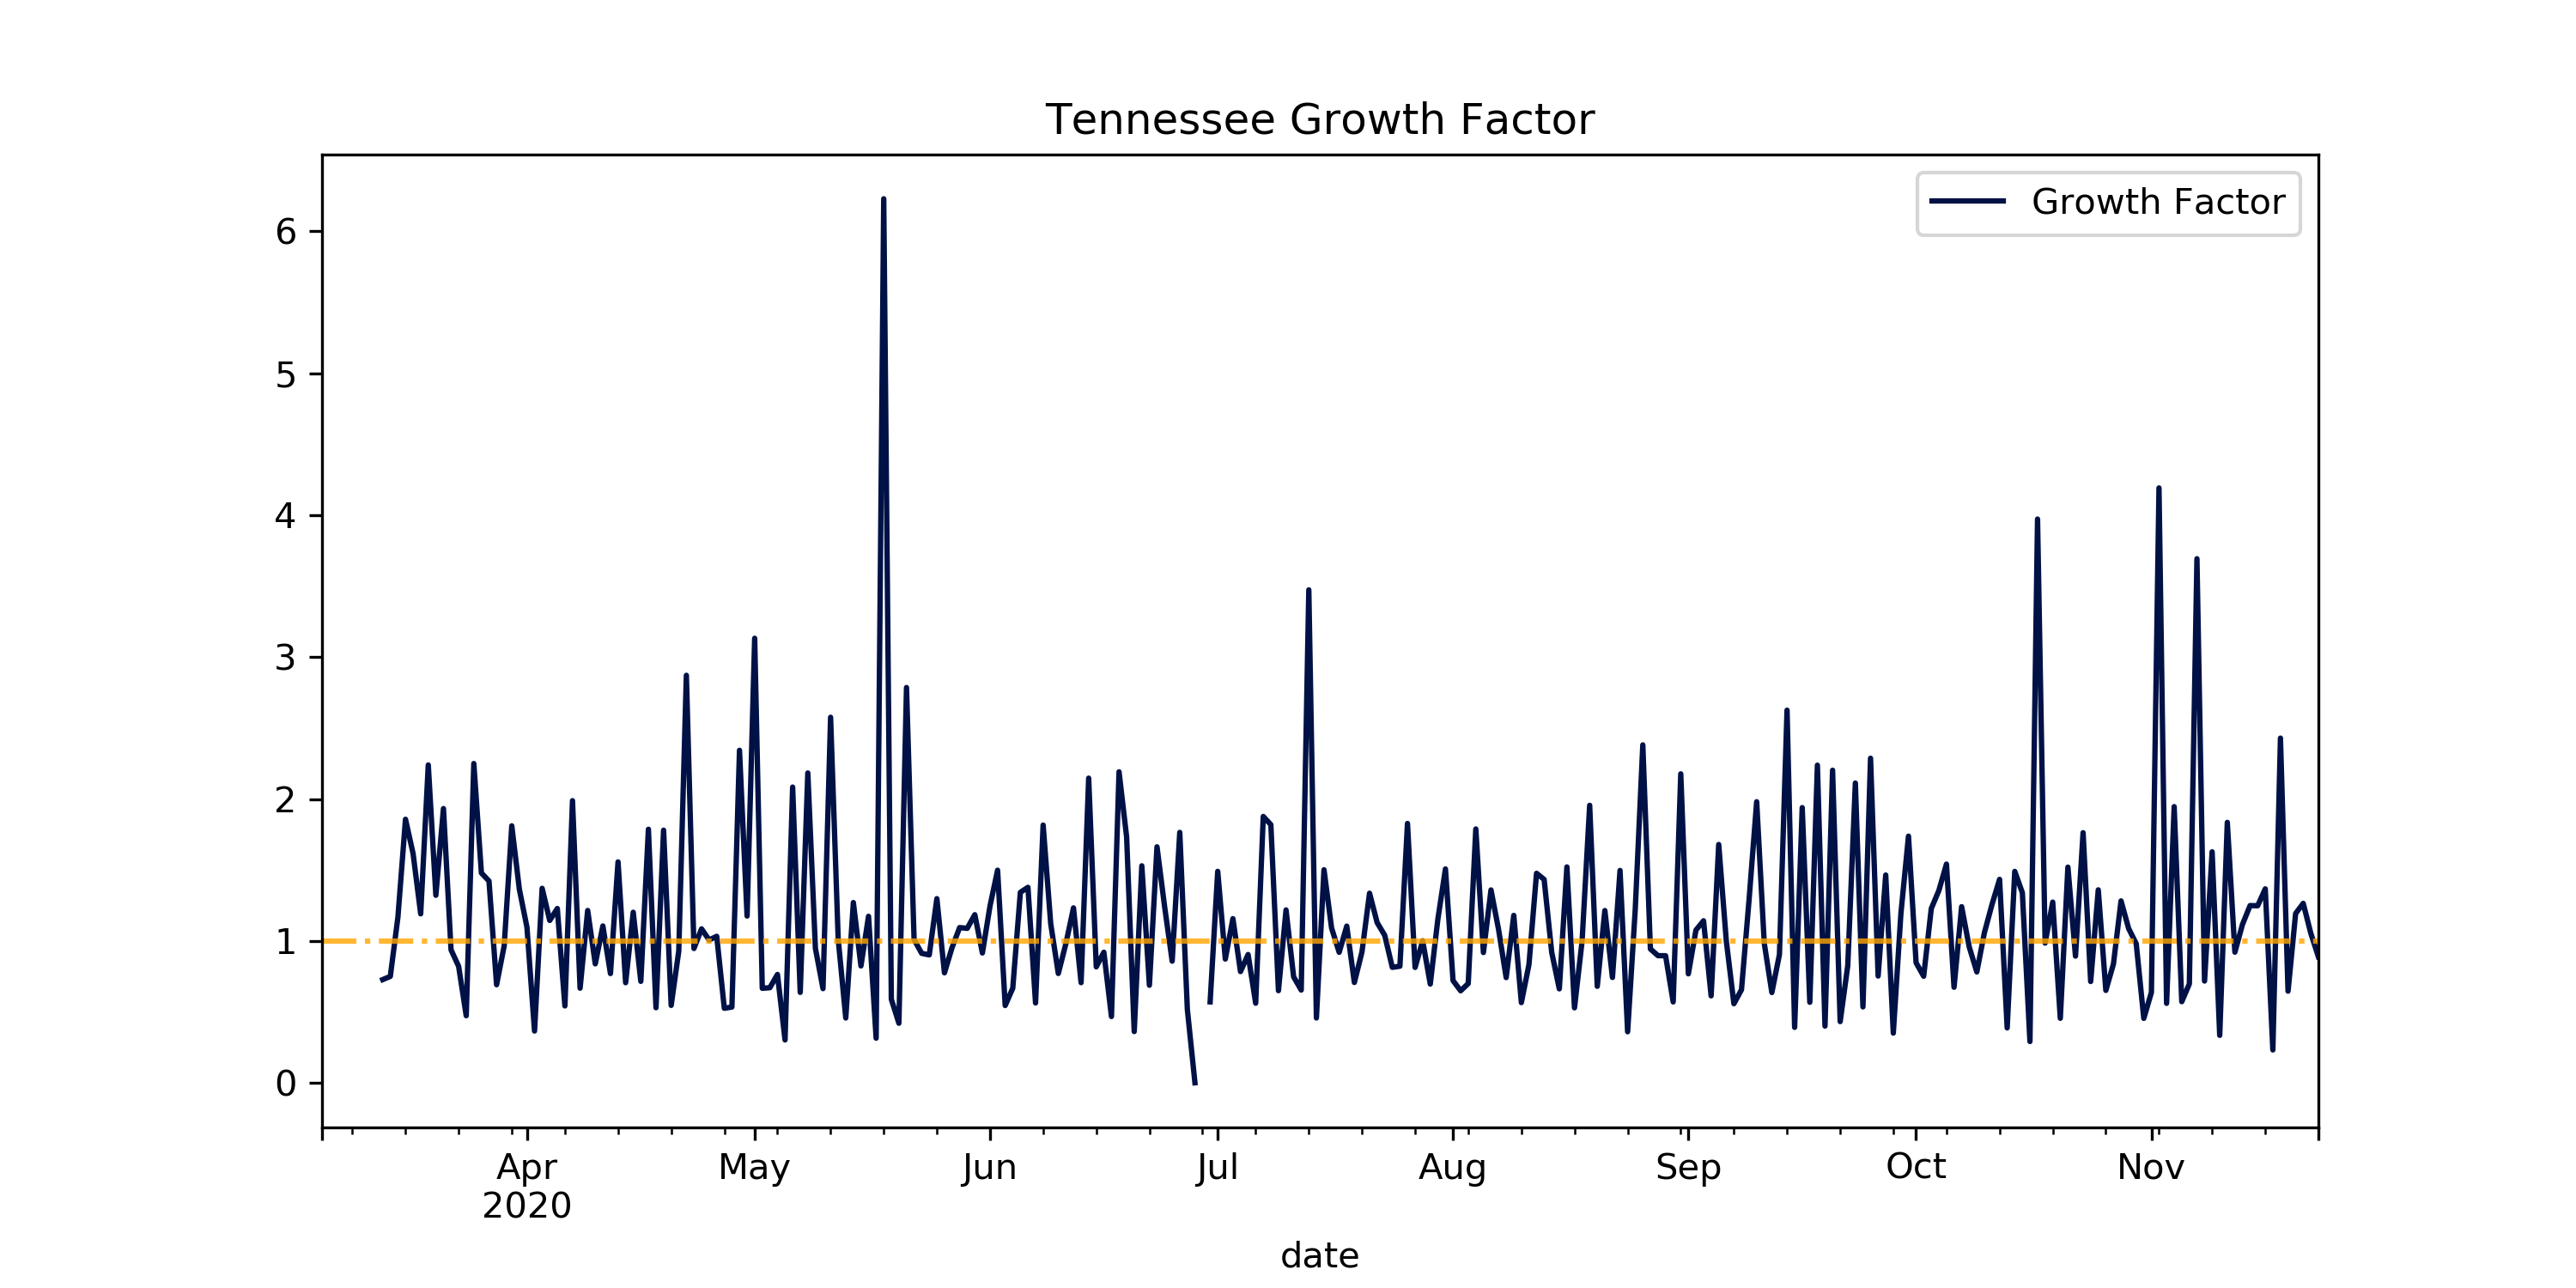 Tennessee Growth Factor
Growth Factor
6
5
4
3
2
1
0
Apr
2020
May
Jun
Jul
Aug
Sep
Oct
Nov
date